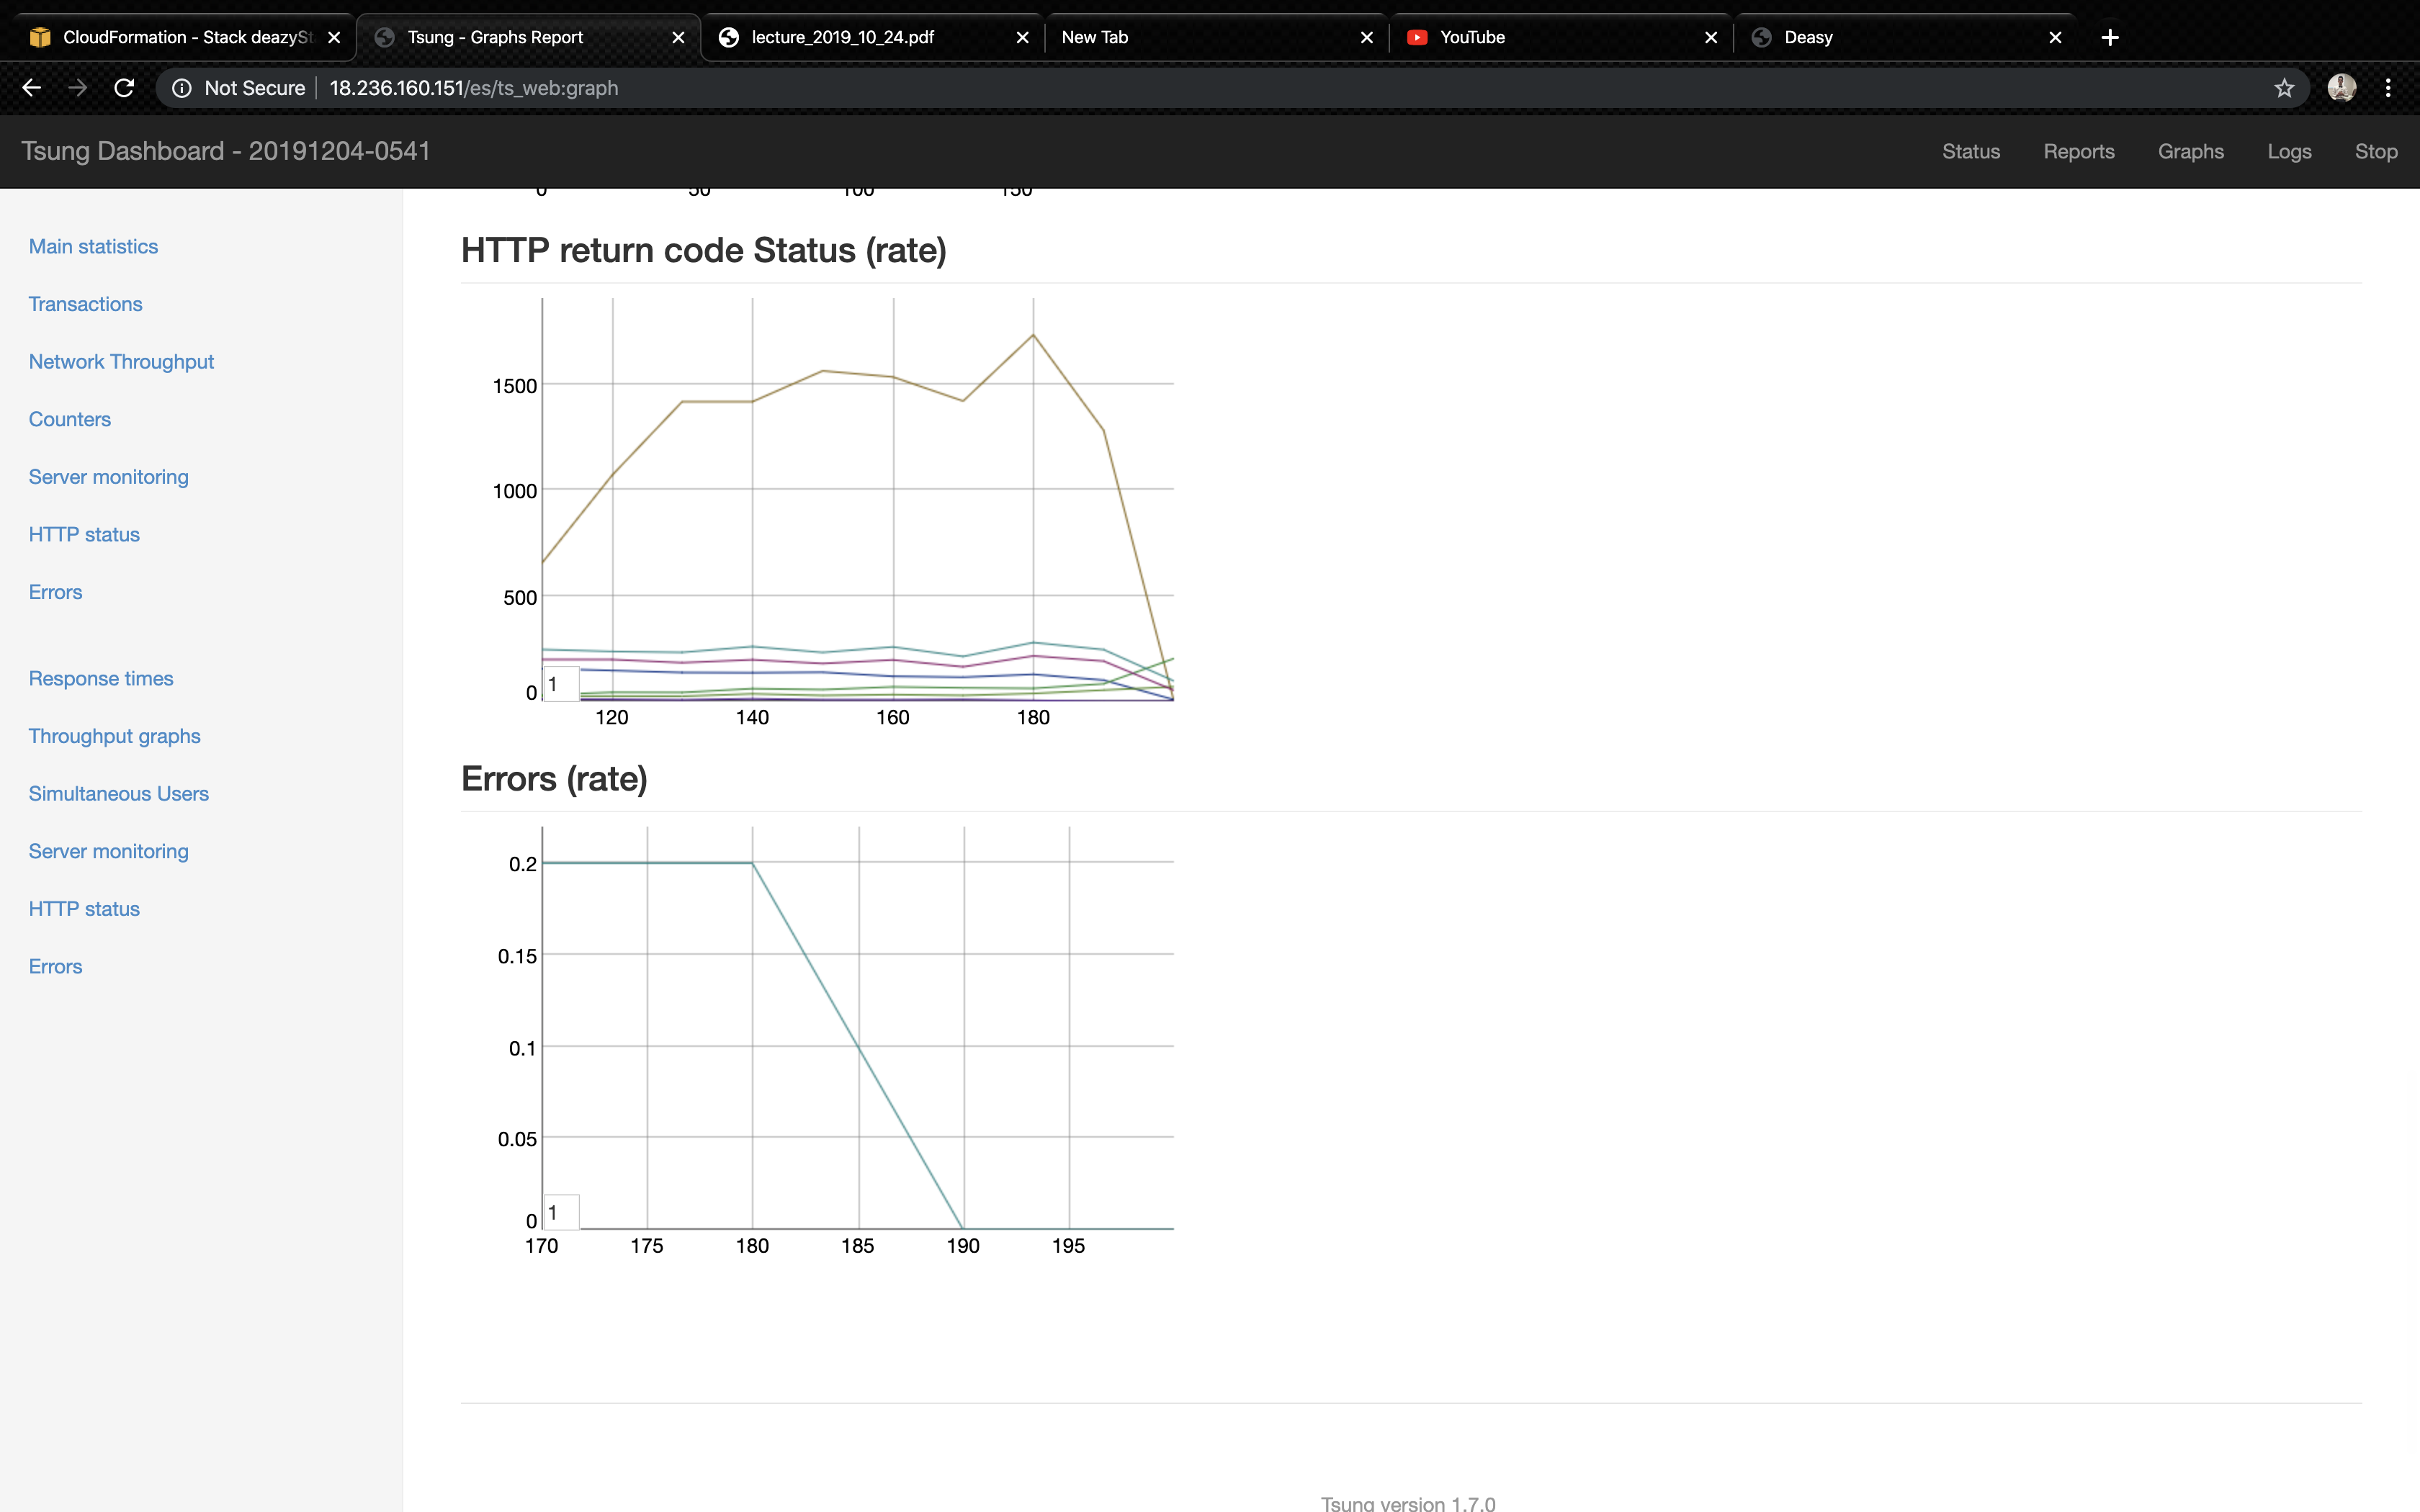 CloudFormation - Stack deazySt
Tsung - Graphs Report
lecture_2019_10_24.pdf
New Tab
YouTube
Deasy
Not Secure
18.236.160.151/es/ts_web:graph
Tsung Dashboard - 20191204-0541
Status
Reports
Graphs
Logs
Stop
Main statistics
Transactions
Network Throughput
Counters
Server monitoring
HTTP status
Errors
Response times
Throughput graphs
Simultaneous Users
Server monitoring
HTTP status
Errors
0 50 100 150
HTTP return code Status (rate)
1500
1000
500
0
1
120 140 160 180
Errors (rate)
0.2
0.15
0.1
0.05
0
1
170 175 180 185 190 195
Tsung version 1.7.0